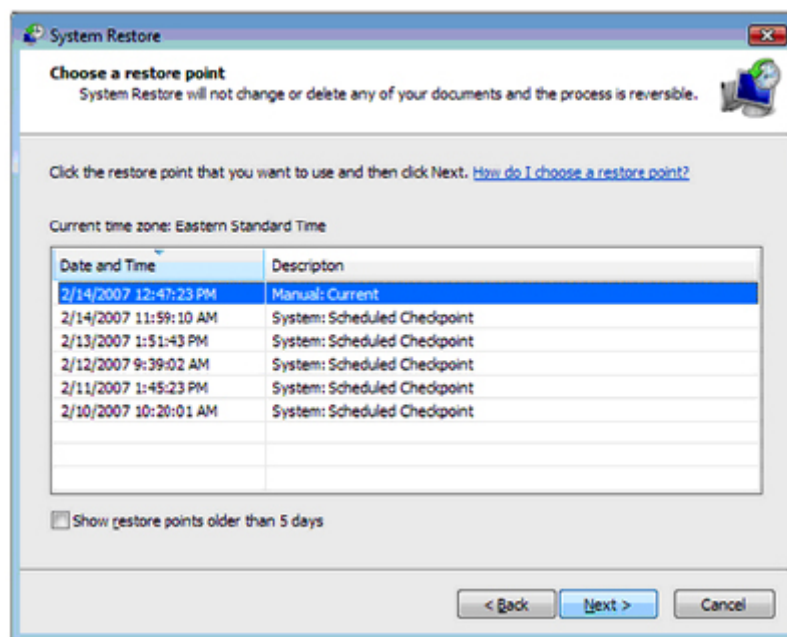 System Restore
Choose a restore point
System Restore will not change or delete any of your documents and the process is reversible.
Click the restore point that you want to use and then click Next. How do I choose a restore point?
Current time zone: Eastern Standard Time
Date and Time Descripton
2/14/2007 12:47:23 PM Manual: Current
2/14/2007 11:59:10 AM System: Scheduled Checkpoint
2/13/2007 1:51:43 PM System: Scheduled Checkpoint
2/12/2007 9:39:02 AM System: Scheduled Checkpoint
2/11/2007 1:45:23 PM System: Scheduled Checkpoint
2/10/2007 10:20:01 AM System: Scheduled Checkpoint
Show restore points older than 5 days
< Back Next > Cancel